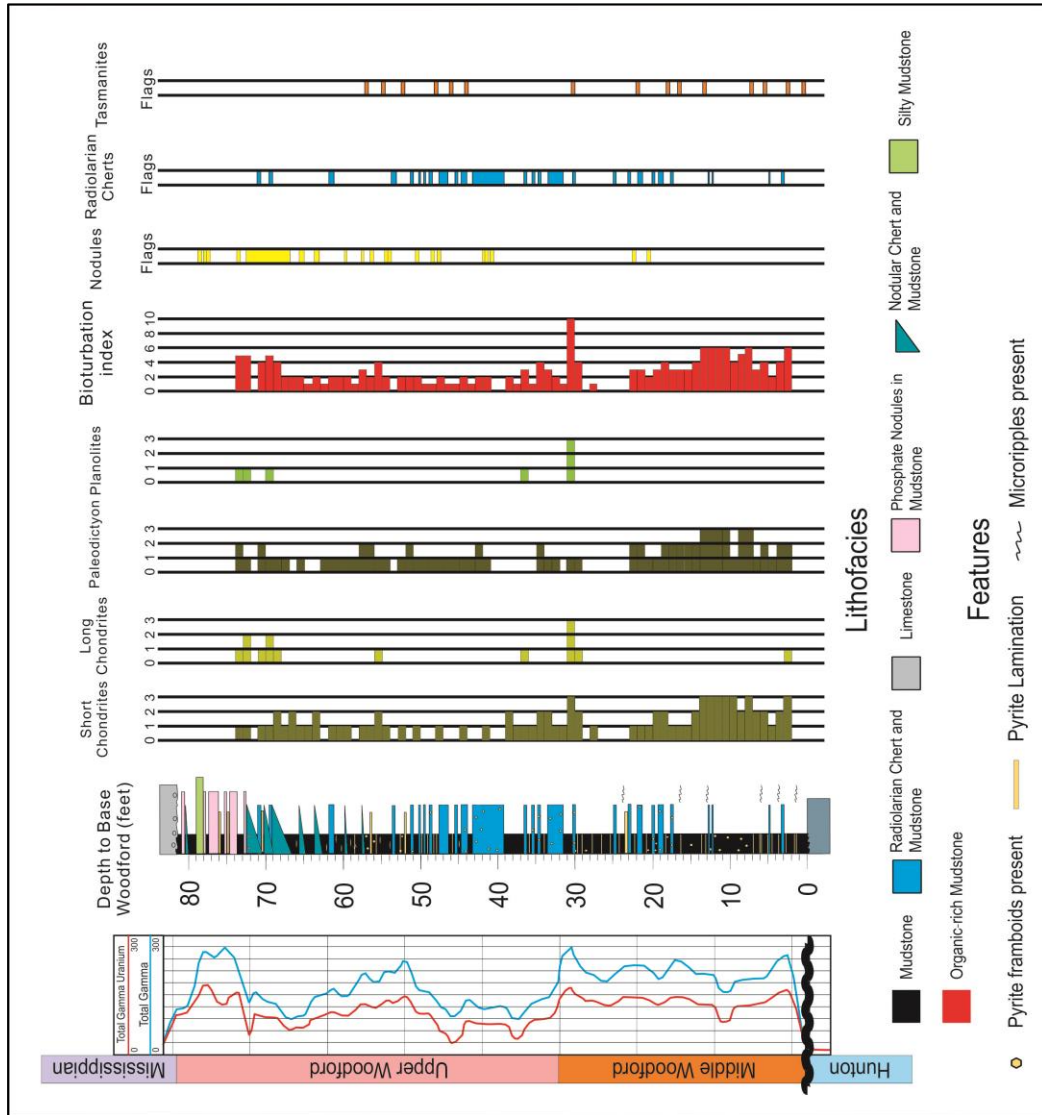 Total Gamma Uranium
0
300
Total Gamma
0
300
Depth to Base
Woodford (feet)
Short
Chondrites
0 1 2 3
Long
Chondrites
0 1 2 3
Paleodictyon
0 1 2 3
Planolites
0 1 2 3
Bioturbation
index
0 2 4 6 8 10
Nodules
Flags
Radiolarian
Cherts
Flags
Tasmanites
Flags
Mississippian
Upper Woodford
Middle Woodford
Hunton
80
70
60
50
40
30
20
10
0
Lithofacies
Mudstone
Organic-rich Mudstone
Radiolarian Chert and
Mudstone
Limestone
Phosphate Nodules in
Mudstone
Nodular Chert and
Mudstone
Silty Mudstone
Features
Pyrite framboids present
Pyrite Lamination
Microripples present